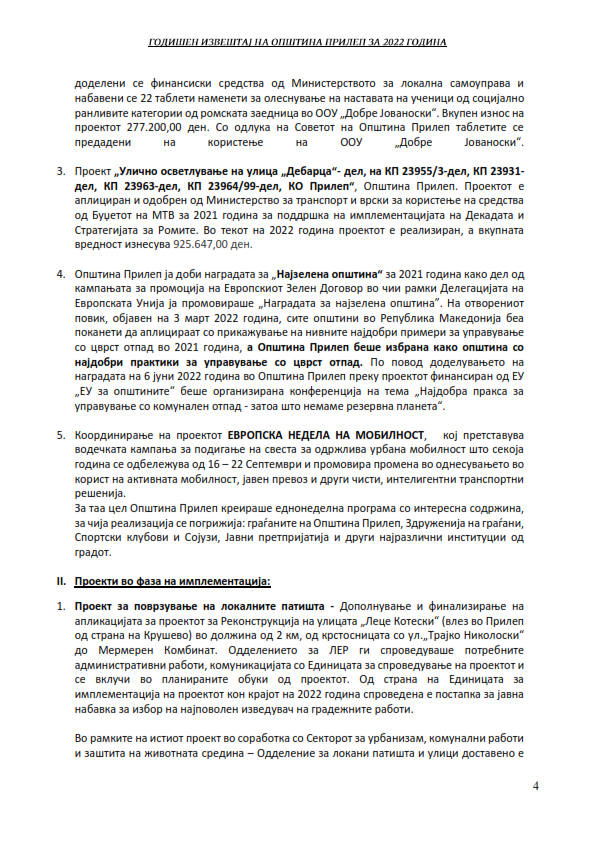 ГОДИШЕН ИЗВЕШТАЈ НА ОПШТИНА ПРИЛЕП ЗА 2022 ГОДИНА
доделени се финансиски средства од Министерството за локална самоуправа и
набавени се 22 таблети наменети за олеснување на наставата на ученици од социјално
ранливите категории од ромската заедница во ООУ „Добре Јованоски“. Вкупен износ на
проектот 277.200,00 ден. Со одлука на Советот на Општина Прилеп таблетите се
предадени на користење на ООУ „Добре Јованоски“.
3. Проект „Улично осветлување на улица „Дебарца“- дел, на КП 23955/3-дел, КП 23931-
дел, КП 23963-дел, КП 23964/99-дел, КО Прилеп“, Општина Прилеп. Проектот е
аплициран и одобрен од Министерство за транспорт и врски за користење на средства
од Буџетот на МТВ за 2021 година за поддршка на имплементацијата на Декадата и
Стратегијата за Ромите. Во текот на 2022 година проектот е реализиран, а вкупната
вредност изнесува 925.647,00 ден.
4. Општина Прилеп ја доби наградата за „Најзелена општина“ за 2021 година како дел од
кампањата за промоција на Европскиот Зелен Договор во чии рамки Делегацијата на
Европската Унија ја промовираше „Наградата за најзелена општина”. На отворениот
повик, објавен на 3 март 2022 година, сите општини во Република Македонија беа
поканети да аплицираат со прикажување на нивните најдобри примери за управување
со цврст отпад во 2021 година, а Општина Прилеп беше избрана како општина со
најдобри практики за управување со цврст отпад. По повод доделувањето на
наградата на 6 јуни 2022 година во Општина Прилеп преку проектот финансиран од ЕУ
„ЕУ за општините“ беше организирана конференција на тема „Најдобра пракса за
управување со комунален отпад - затоа што немаме резервна планета“.
5. Координирање на проектот ЕВРОПСКА НЕДЕЛА НА МОБИЛНОСТ, кој претставува
водечката кампања за подигање на свеста за одржлива урбана мобилност што секоја
година се одбележува од 16 – 22 Септември и промовира промена во однесувањето во
корист на активната мобилност, јавен превоз и други чисти, интелигентни транспортни
решенија.
За таа цел Општина Прилеп креираше еднонеделна програма со интересна содржина,
за чија реализација се погрижија: граѓаните на Општина Прилеп, Здруженија на граѓани,
Спортски клубови и Сојузи, Јавни претпријатија и други најразлични институции од
градот.
II. Проекти во фаза на имплементација:
1. Проект за поврзување на локалните патишта - Дополнување и финализирање на
апликацијата за проектот за Реконструкција на улицата „Леце Котески“ (влез во Прилеп
од страна на Крушево) во должина од 2 км, од крстосницата со ул.„Трајко Николоски“
до Мермерен Комбинат. Одделението за ЛЕР ги спроведуваше потребните
административни работи, комуникацијата со Единицата за спроведување на проектот и
се вклучи во планираните обуки од проектот. Од страна на Единицата за
имплементација на проектот кон крајот на 2022 година спроведена е постапка за јавна
набавка за избор на најповолен изведувач на градежните работи.
Во рамките на истиот проект во соработка со Секторот за урбанизам, комунални работи
и заштита на животната средина – Одделение за локани патишта и улици доставено е
4